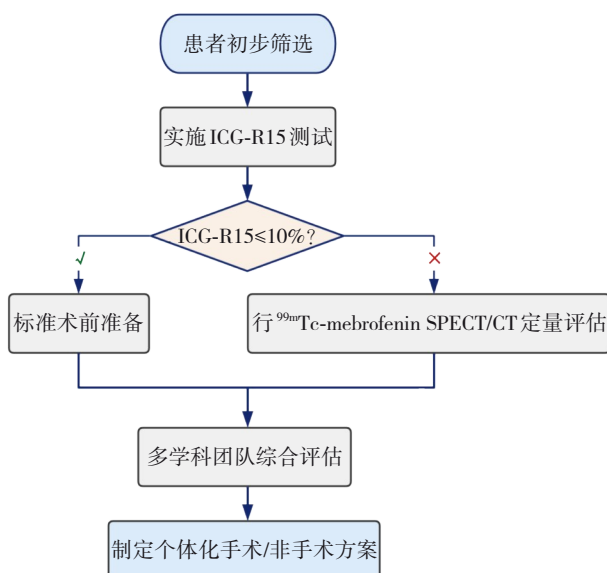 患者初步筛选
实施ICG-R15测试
ICG-R15≤10%?
√
×
标准术前准备
行⁹⁹ᵐTc-mebrofenin SPECT/CT定量评估
多学科团队综合评估
制定个体化手术/非手术方案